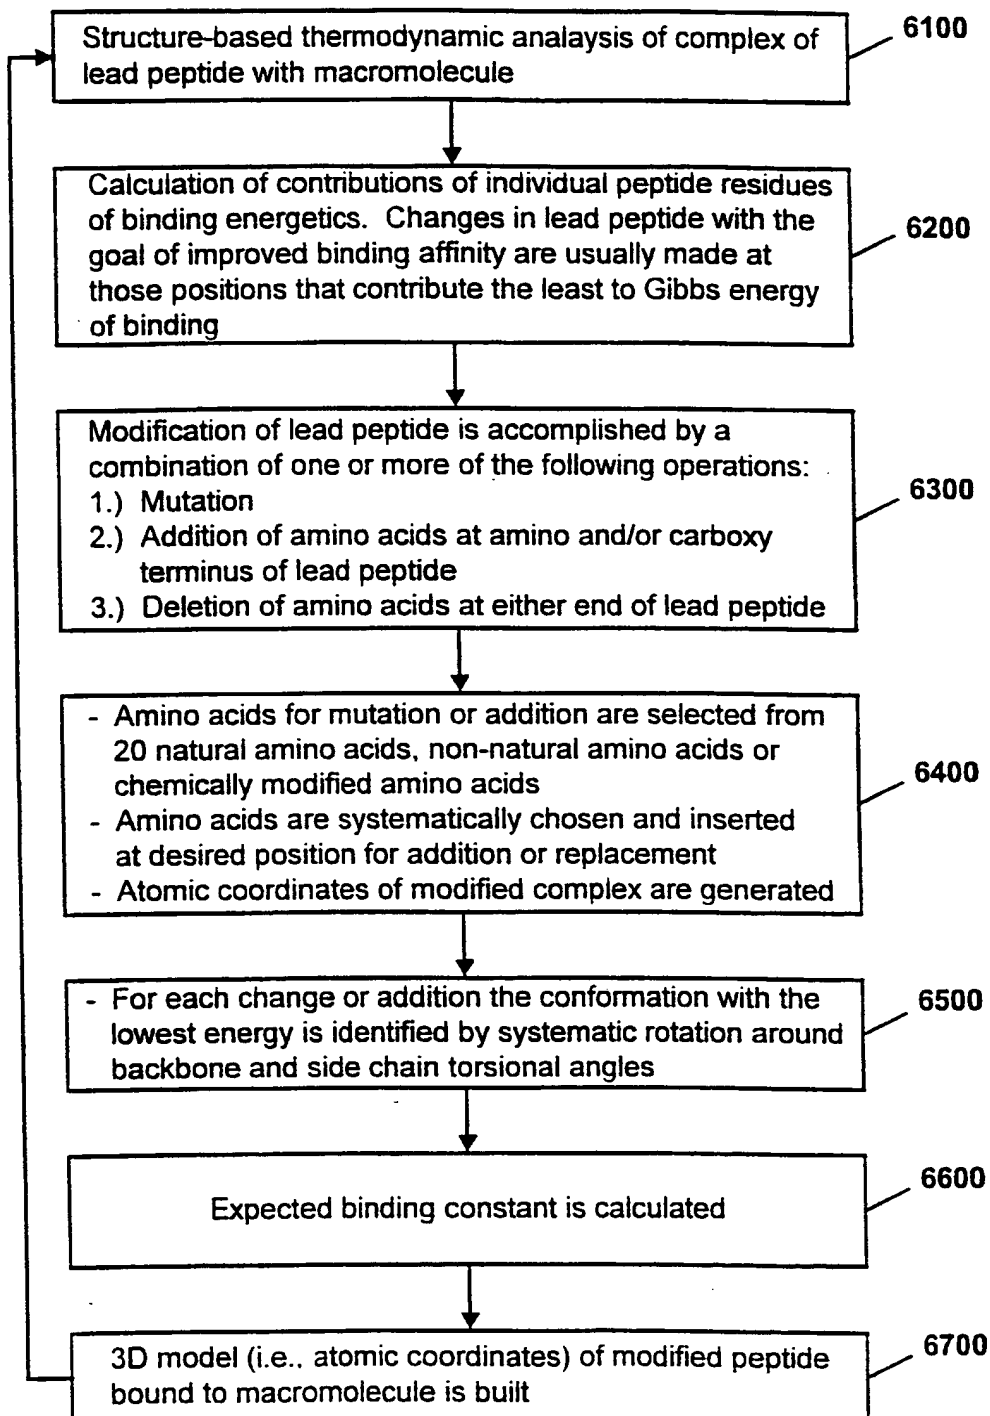 Structure-based thermodynamic analaysis of complex of
lead peptide with macromolecule
6100
Calculation of contributions of individual peptide residues
of binding energetics. Changes in lead peptide with the
goal of improved binding affinity are usually made at
those positions that contribute the least to Gibbs energy
of binding
6200
Modification of lead peptide is accomplished by a
combination of one or more of the following operations:
1.) Mutation
2.) Addition of amino acids at amino and/or carboxy
terminus of lead peptide
3.) Deletion of amino acids at either end of lead peptide
6300
- Amino acids for mutation or addition are selected from
20 natural amino acids, non-natural amino acids or
chemically modified amino acids
- Amino acids are systematically chosen and inserted
at desired position for addition or replacement
- Atomic coordinates of modified complex are generated
6400
- For each change or addition the conformation with the
lowest energy is identified by systematic rotation around
backbone and side chain torsional angles
6500
Expected binding constant is calculated
6600
3D model (i.e., atomic coordinates) of modified peptide
bound to macromolecule is built
6700